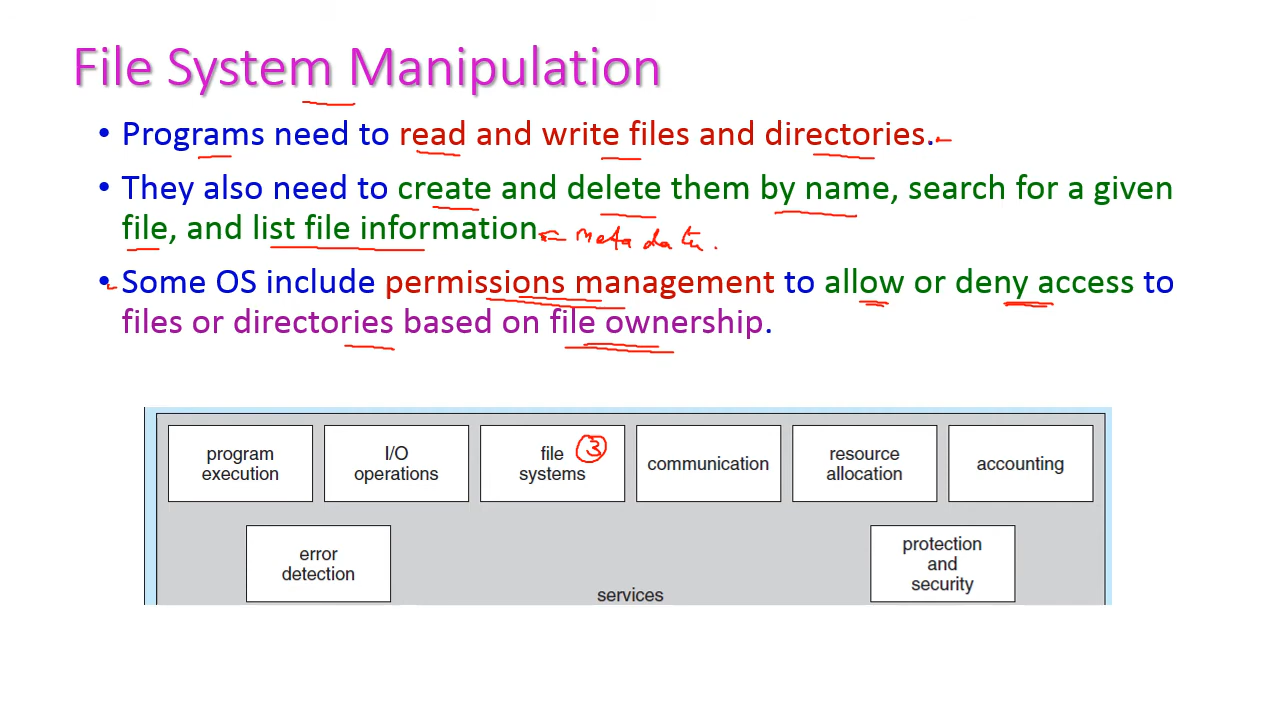 File System Manipulation
• Programs need to read and write files and directories.
• They also need to create and delete them by name, search for a given
file, and list file information - Meta data.
• Some OS include permissions management to allow or deny access to
files or directories based on file ownership.
program
execution
I/O
operations
file ③
systems
communication
resource
allocation
accounting
error
detection
protection
and
security
services